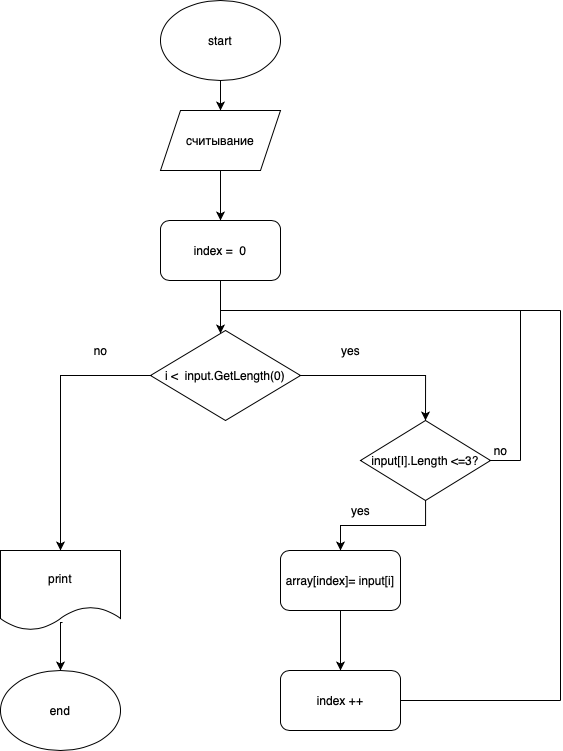 start
считывание
index = 0
no
yes
i < input.GetLength(0)
input[I].Length <=3?
no
yes
array[index]= input[i]
print
index ++
end